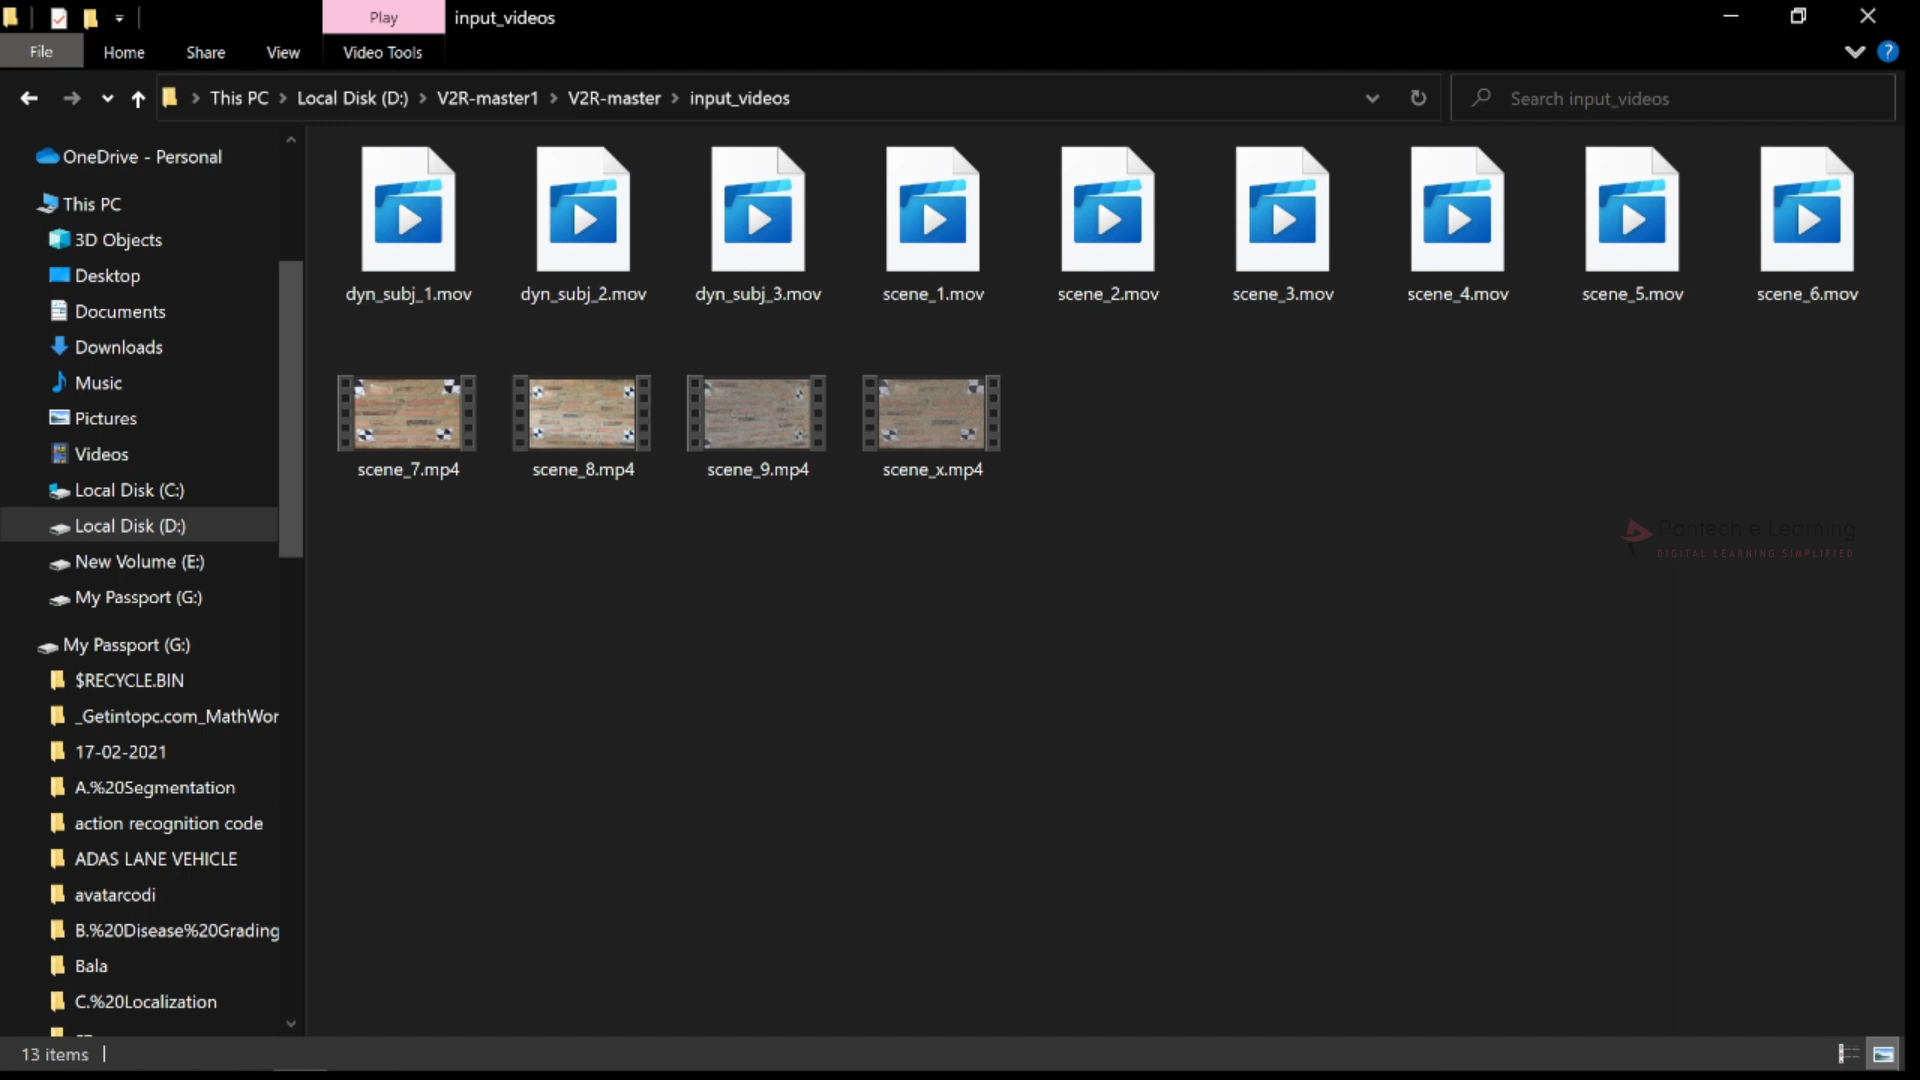 Play
input_videos
File
Home
Share
View
Video Tools
This PC
Local Disk (D:)
V2R-master1
V2R-master
input_videos
Search input_videos
OneDrive - Personal
This PC
3D Objects
Desktop
Documents
Downloads
Music
Pictures
Videos
Local Disk (C:)
Local Disk (D:)
New Volume (E:)
My Passport (G:)
My Passport (G:)
$RECYCLE.BIN
_Getintopc.com_MathWor
17-02-2021
A.%20Segmentation
action recognition code
ADAS LANE VEHICLE
avatarcodi
B.%20Disease%20Grading
Bala
C.%20Localization
dyn_subj_1.mov
dyn_subj_2.mov
dyn_subj_3.mov
scene_1.mov
scene_2.mov
scene_3.mov
scene_4.mov
scene_5.mov
scene_6.mov
scene_7.mp4
scene_8.mp4
scene_9.mp4
scene_x.mp4
Pantech e Learning
DIGITAL LEARNING SIMPLIFIED
13 items